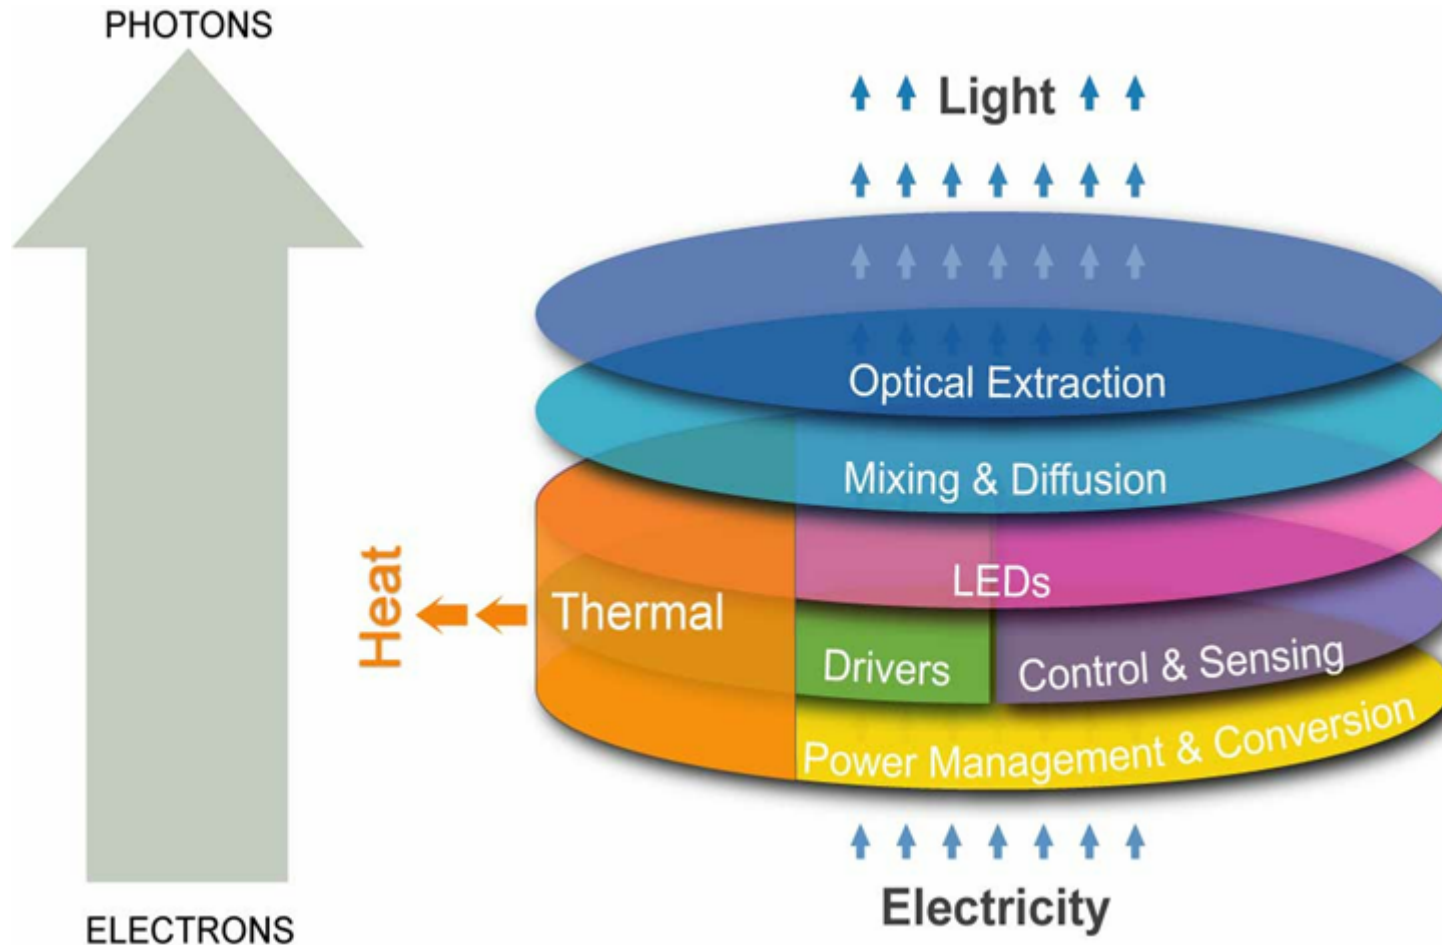 PHOTONS
Light
Optical Extraction
Mixing & Diffusion
LEDs
Heat
Thermal
Drivers
Control & Sensing
Power Management & Conversion
Electricity
ELECTRONS